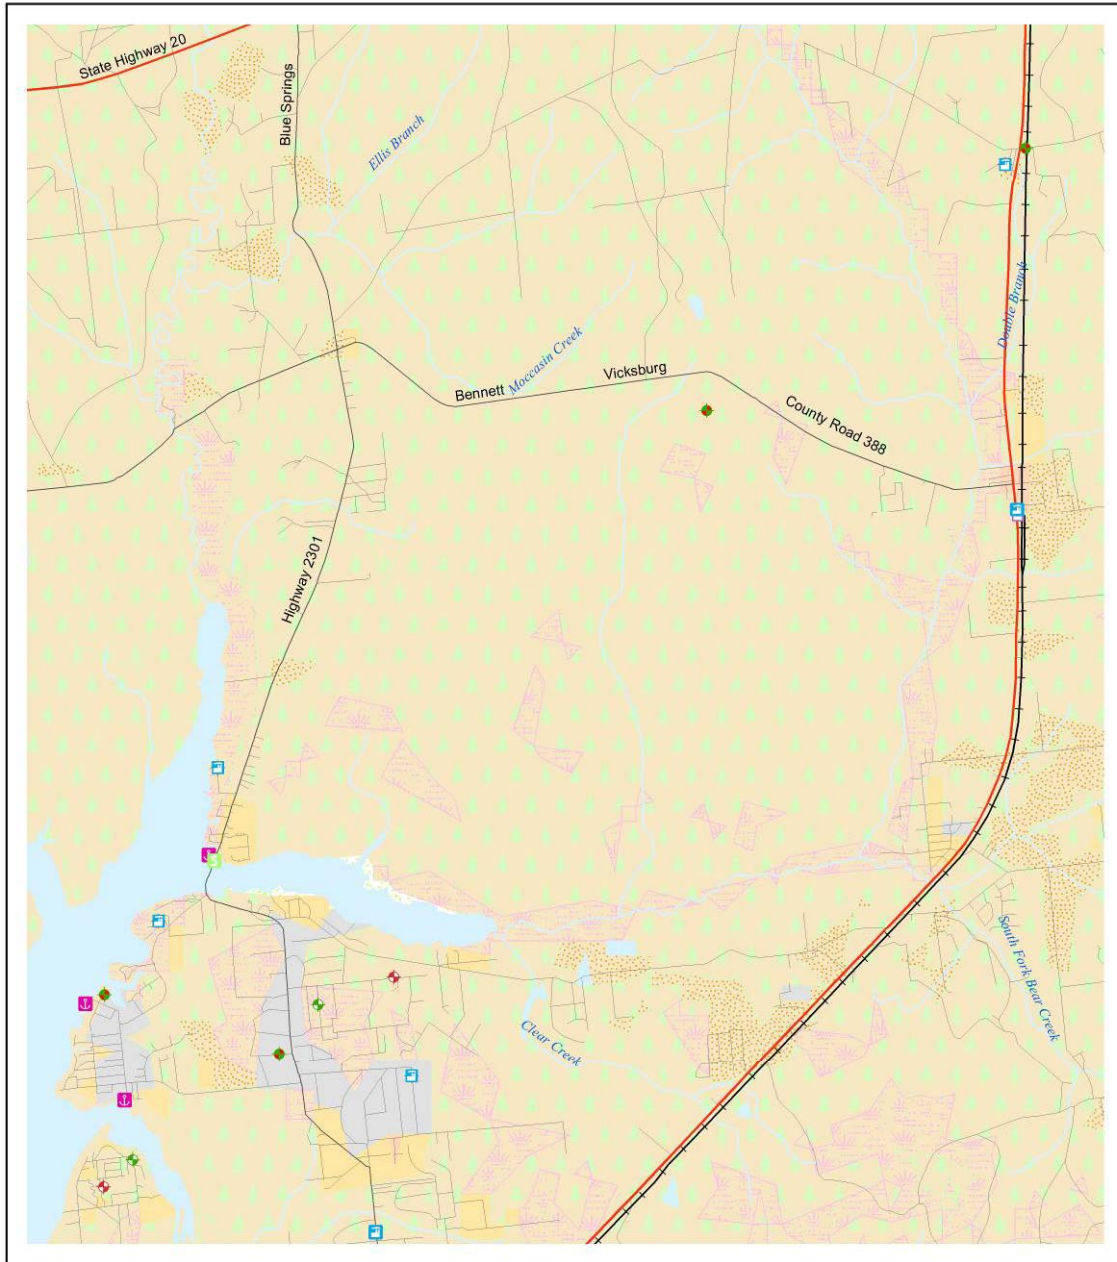 State Highway 20
Blue Springs
Ellis Branch
Double Branch
Moccasin Creek
Bennett
Vicksburg
County Road 388
Highway 2301
S
South Fork Bear Creek
Clear Creek